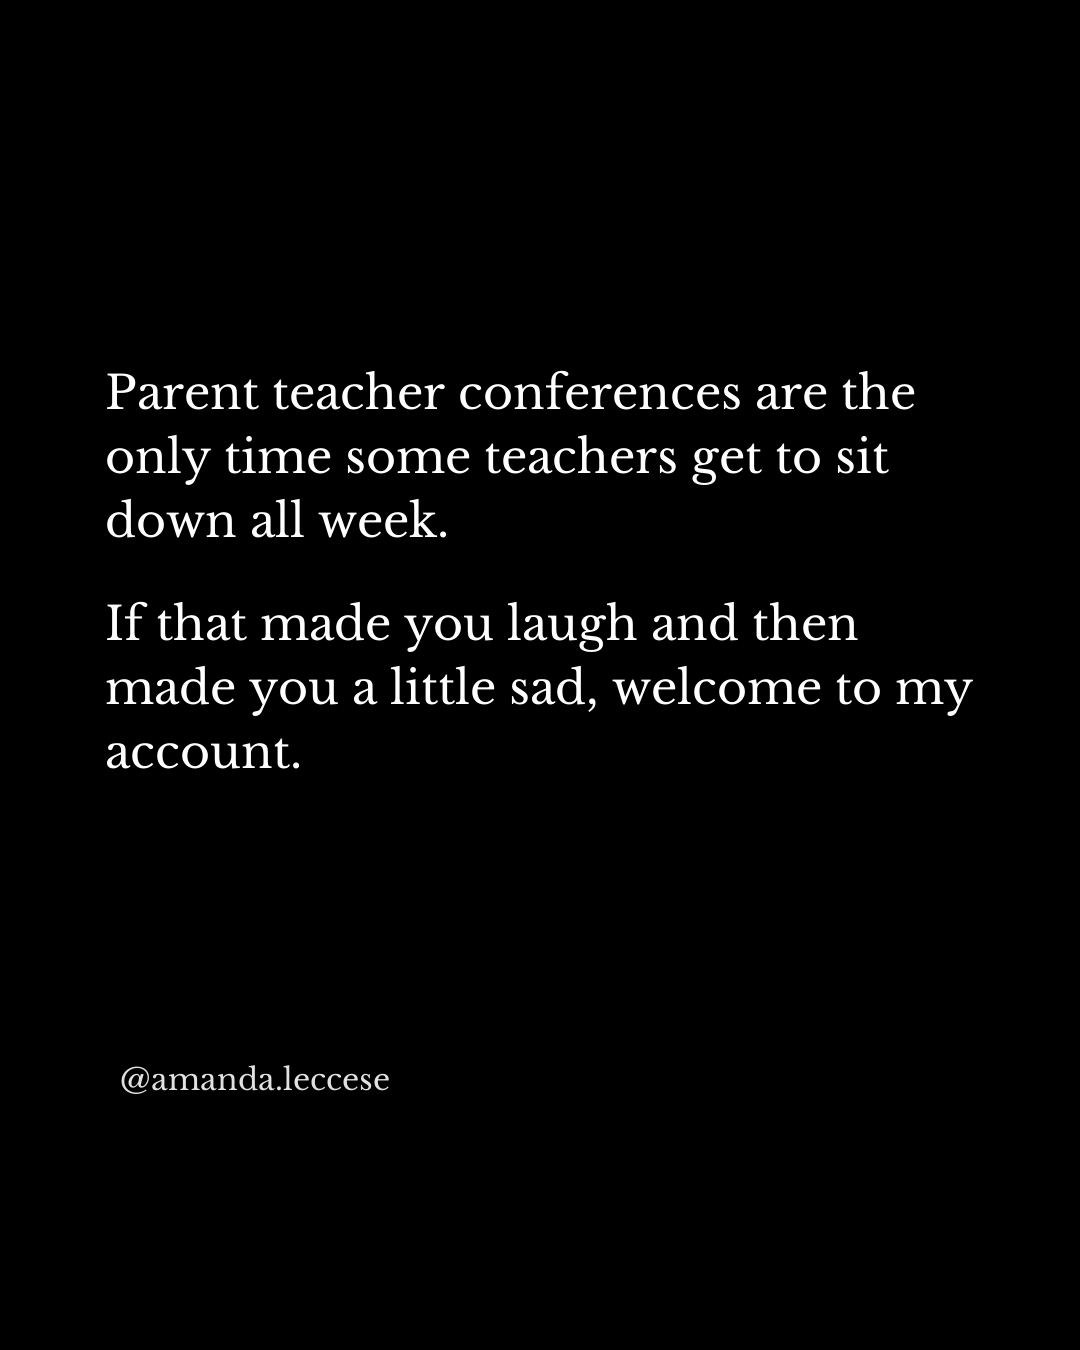 Parent teacher conferences are the
only time some teachers get to sit
down all week.
If that made you laugh and then
made you a little sad, welcome to my
account.
@amanda.leccese